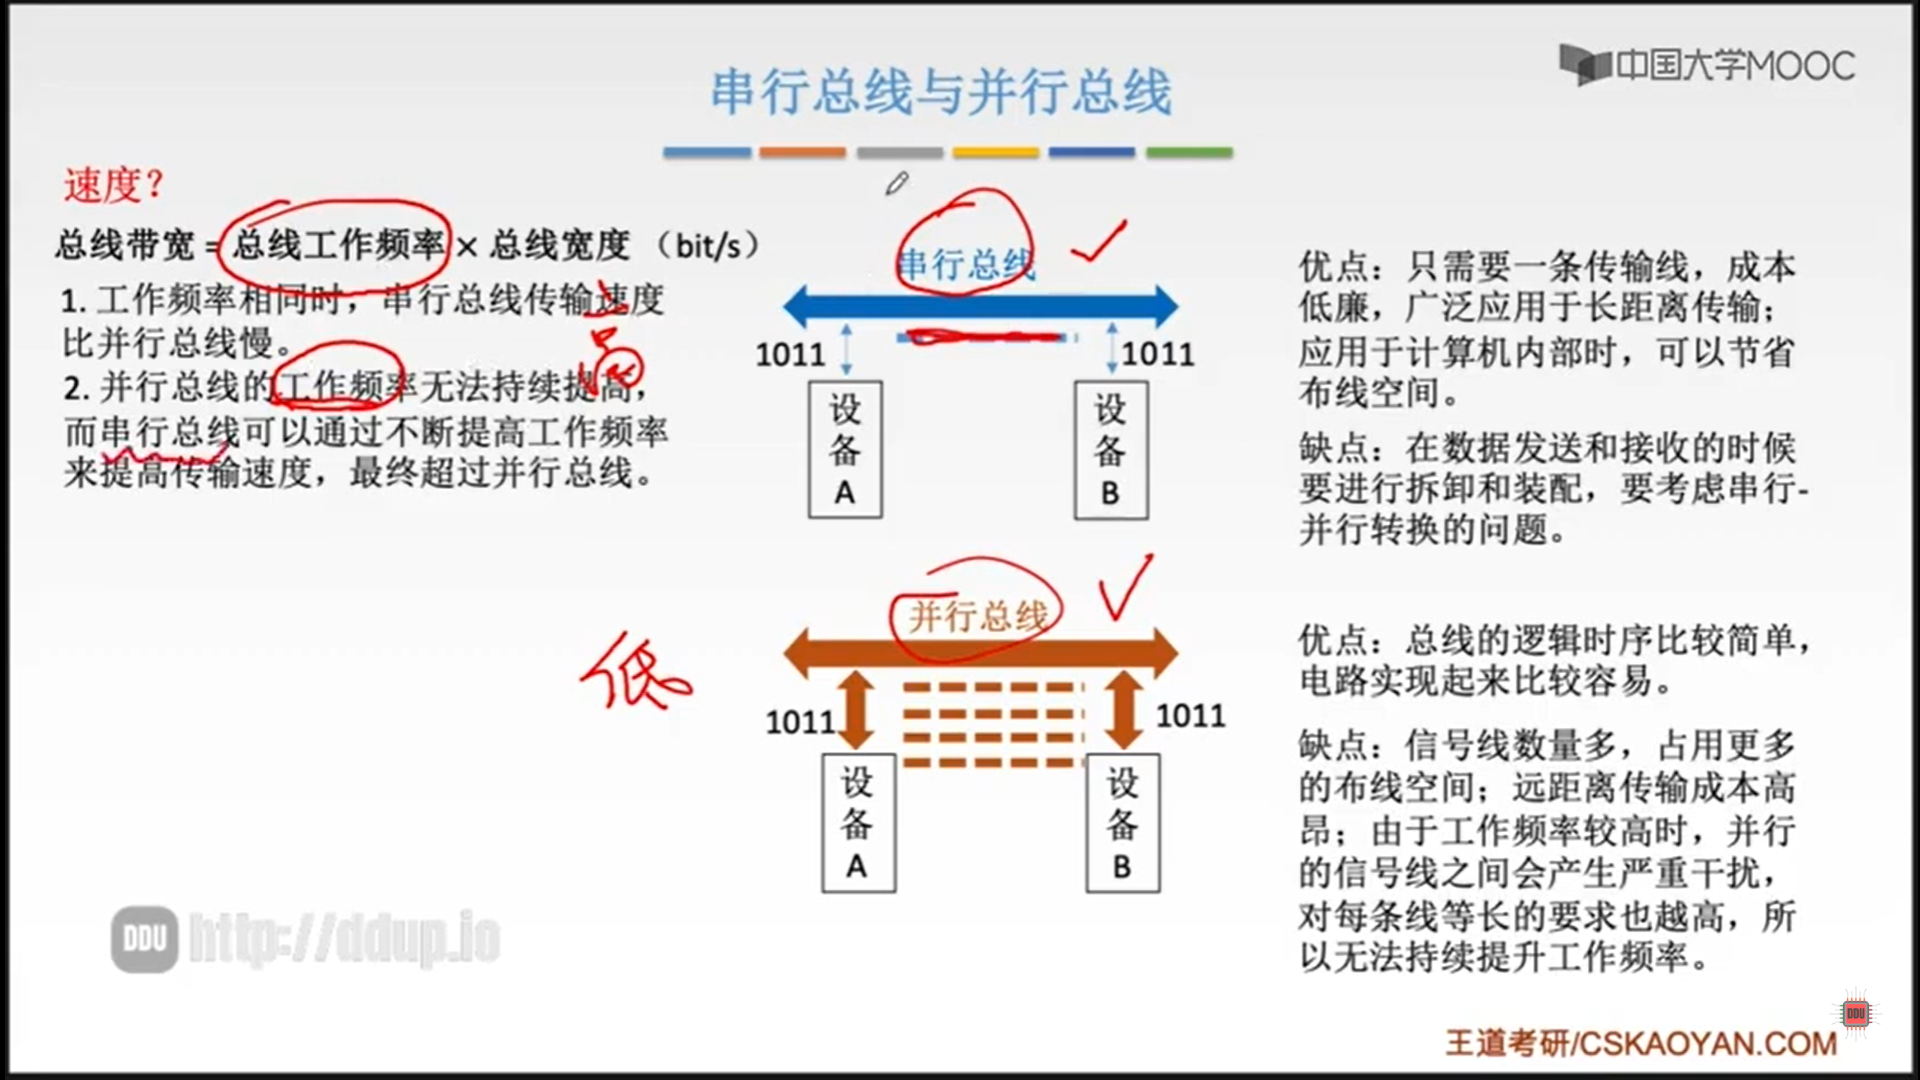 中国大学MOOC
串行总线与并行总线
速度？
总线带宽 = 总线工作频率 × 总线宽度 （bit/s）
1. 工作频率相同时，串行总线传输速度
比并行总线慢。
2. 并行总线的工作频率无法持续提高，
而串行总线可以通过不断提高工作频率
来提高传输速度，最终超过并行总线。
高
串行总线
1011
1011
设备A
设备B
优点：只需要一条传输线，成本
低廉，广泛应用于长距离传输；
应用于计算机内部时，可以节省
布线空间。
缺点：在数据发送和接收的时候
要进行拆卸和装配，要考虑串行-
并行转换的问题。
低
并行总线
1011
1011
设备A
设备B
优点：总线的逻辑时序比较简单，
电路实现起来比较容易。
缺点：信号线数量多，占用更多
的布线空间；远距离传输成本高
昂；由于工作频率较高时，并行
的信号线之间会产生严重干扰，
对每条线等长的要求也越高，所
以无法持续提升工作频率。
DDU http://ddup.io
DDU
王道考研/CSKAOYAN.COM